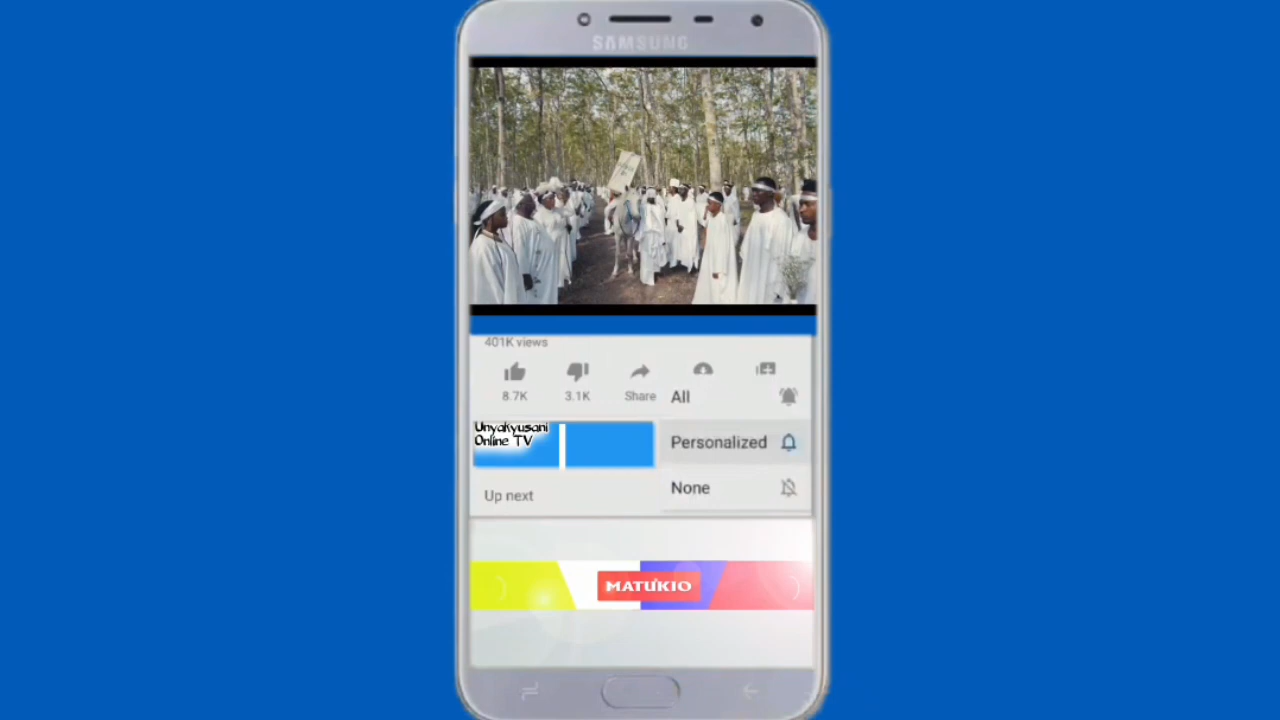 SAMSUNG
401K views
8.7K
3.1K
Share
All
Unyakyusani
Online TV
Personalized
None
Up next
MATUKIO